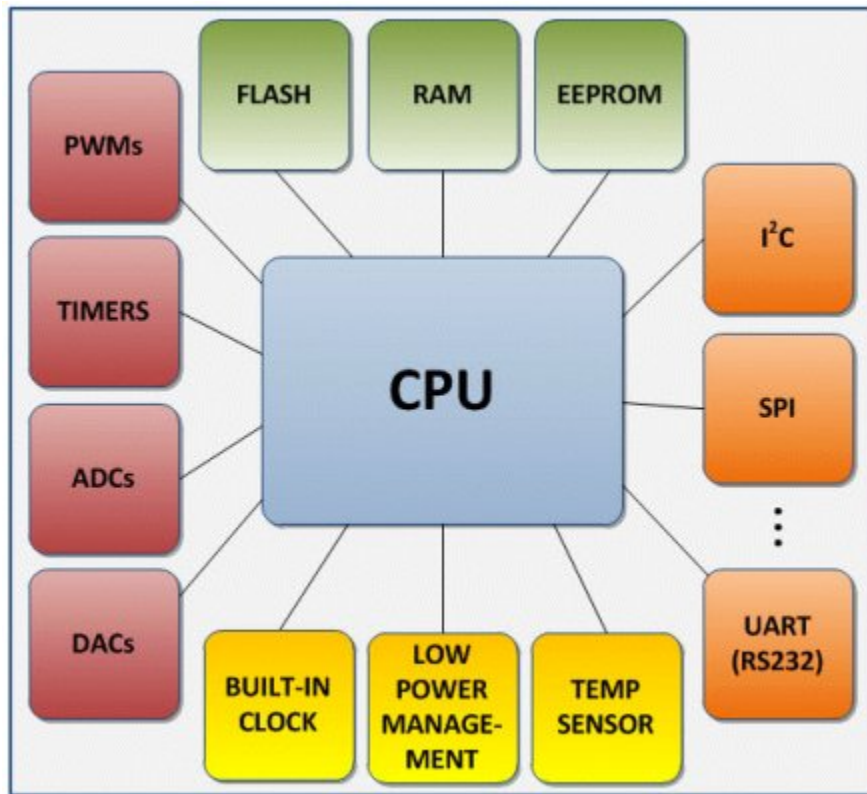 FLASH
RAM
EEPROM
PWMs
I²C
TIMERS
CPU
SPI
ADCs
⋮
DACs
UART
(RS232)
BUILT-IN
CLOCK
LOW
POWER
MANAGE-
MENT
TEMP
SENSOR